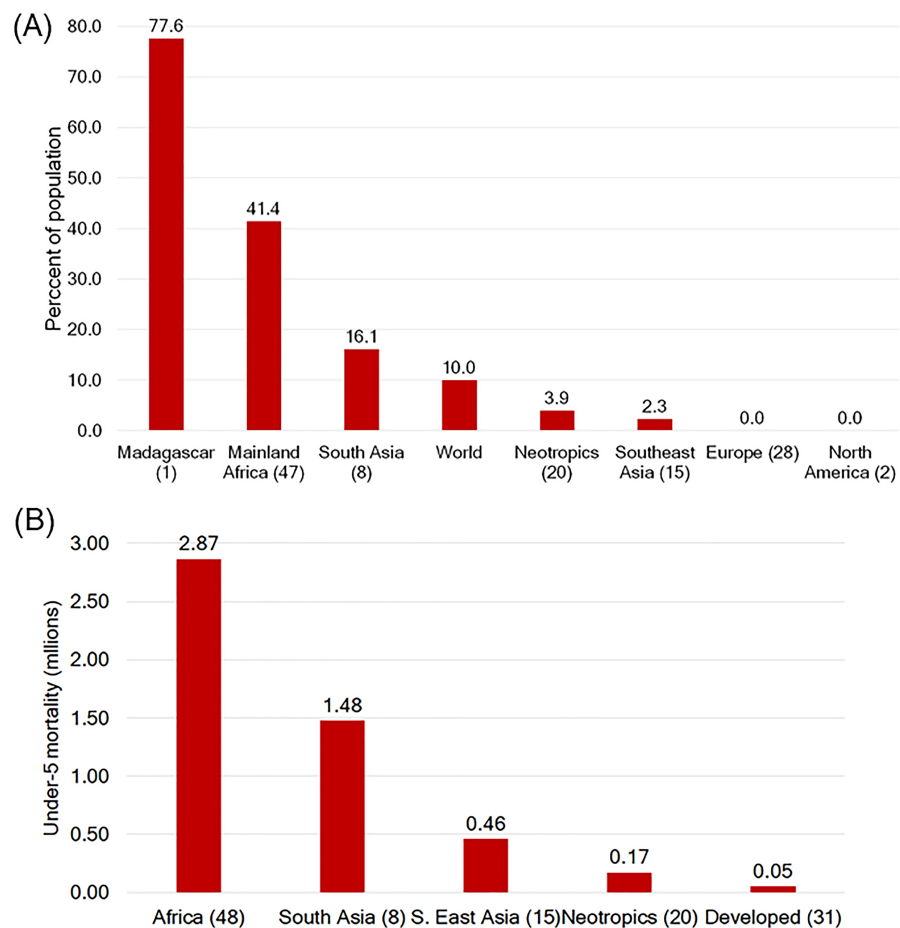 (A)
Perccent of population
80.0
70.0
60.0
50.0
40.0
30.0
20.0
10.0
0.0
77.6
41.4
16.1
10.0
3.9
2.3
0.0
0.0
Madagascar
(1)
Mainland
Africa (47)
South Asia
(8)
World
Neotropics
(20)
Southeast
Asia (15)
Europe (28)
North
America (2)
(B)
Under-5 mortality (mllions)
3.00
2.50
2.00
1.50
1.00
0.50
0.00
2.87
1.48
0.46
0.17
0.05
Africa (48)
South Asia (8)
S. East Asia (15)
Neotropics (20)
Developed (31)